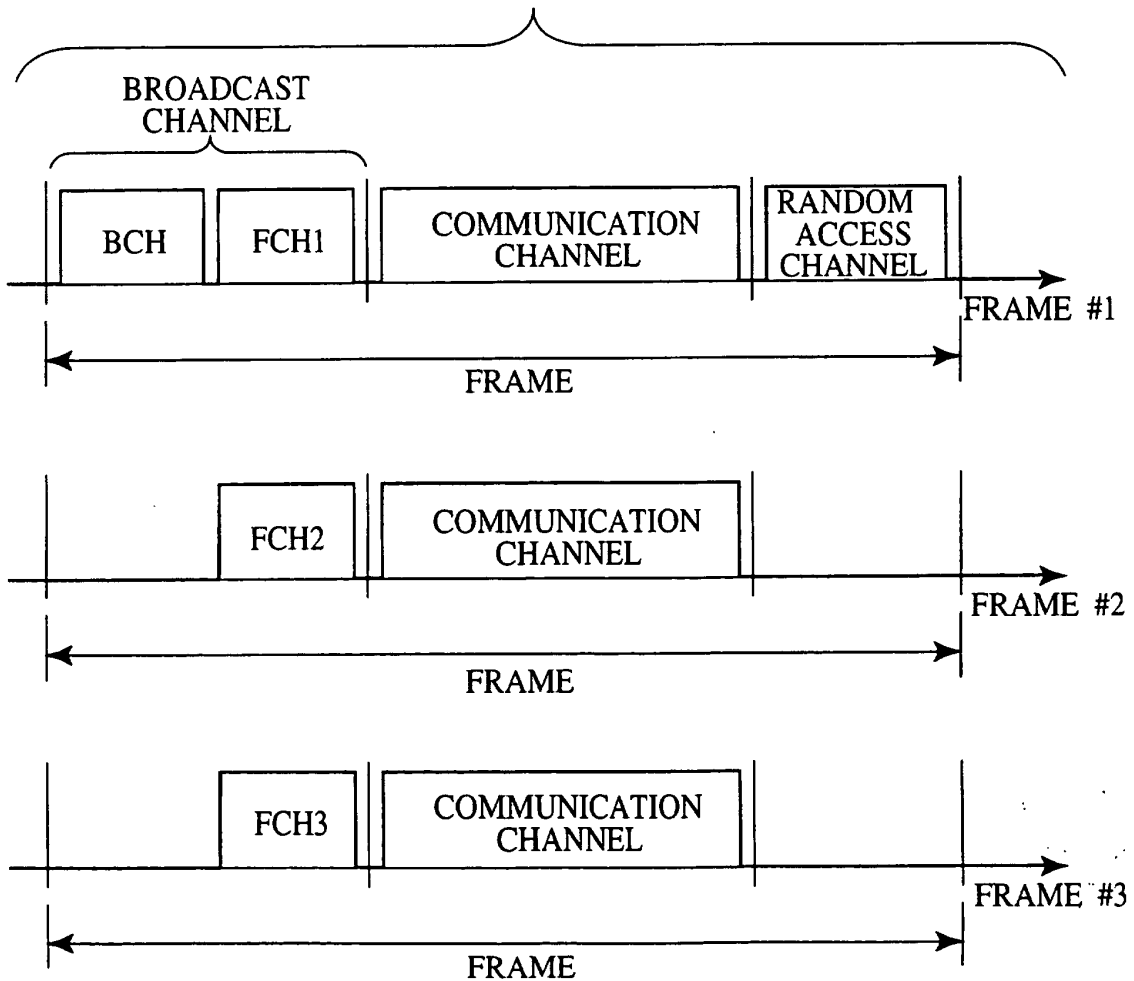 BROADCAST
CHANNEL
BCH
FCH1
COMMUNICATION
CHANNEL
RANDOM
ACCESS
CHANNEL
FRAME #1
FRAME
FCH2
COMMUNICATION
CHANNEL
FRAME #2
FRAME
FCH3
COMMUNICATION
CHANNEL
FRAME #3
FRAME